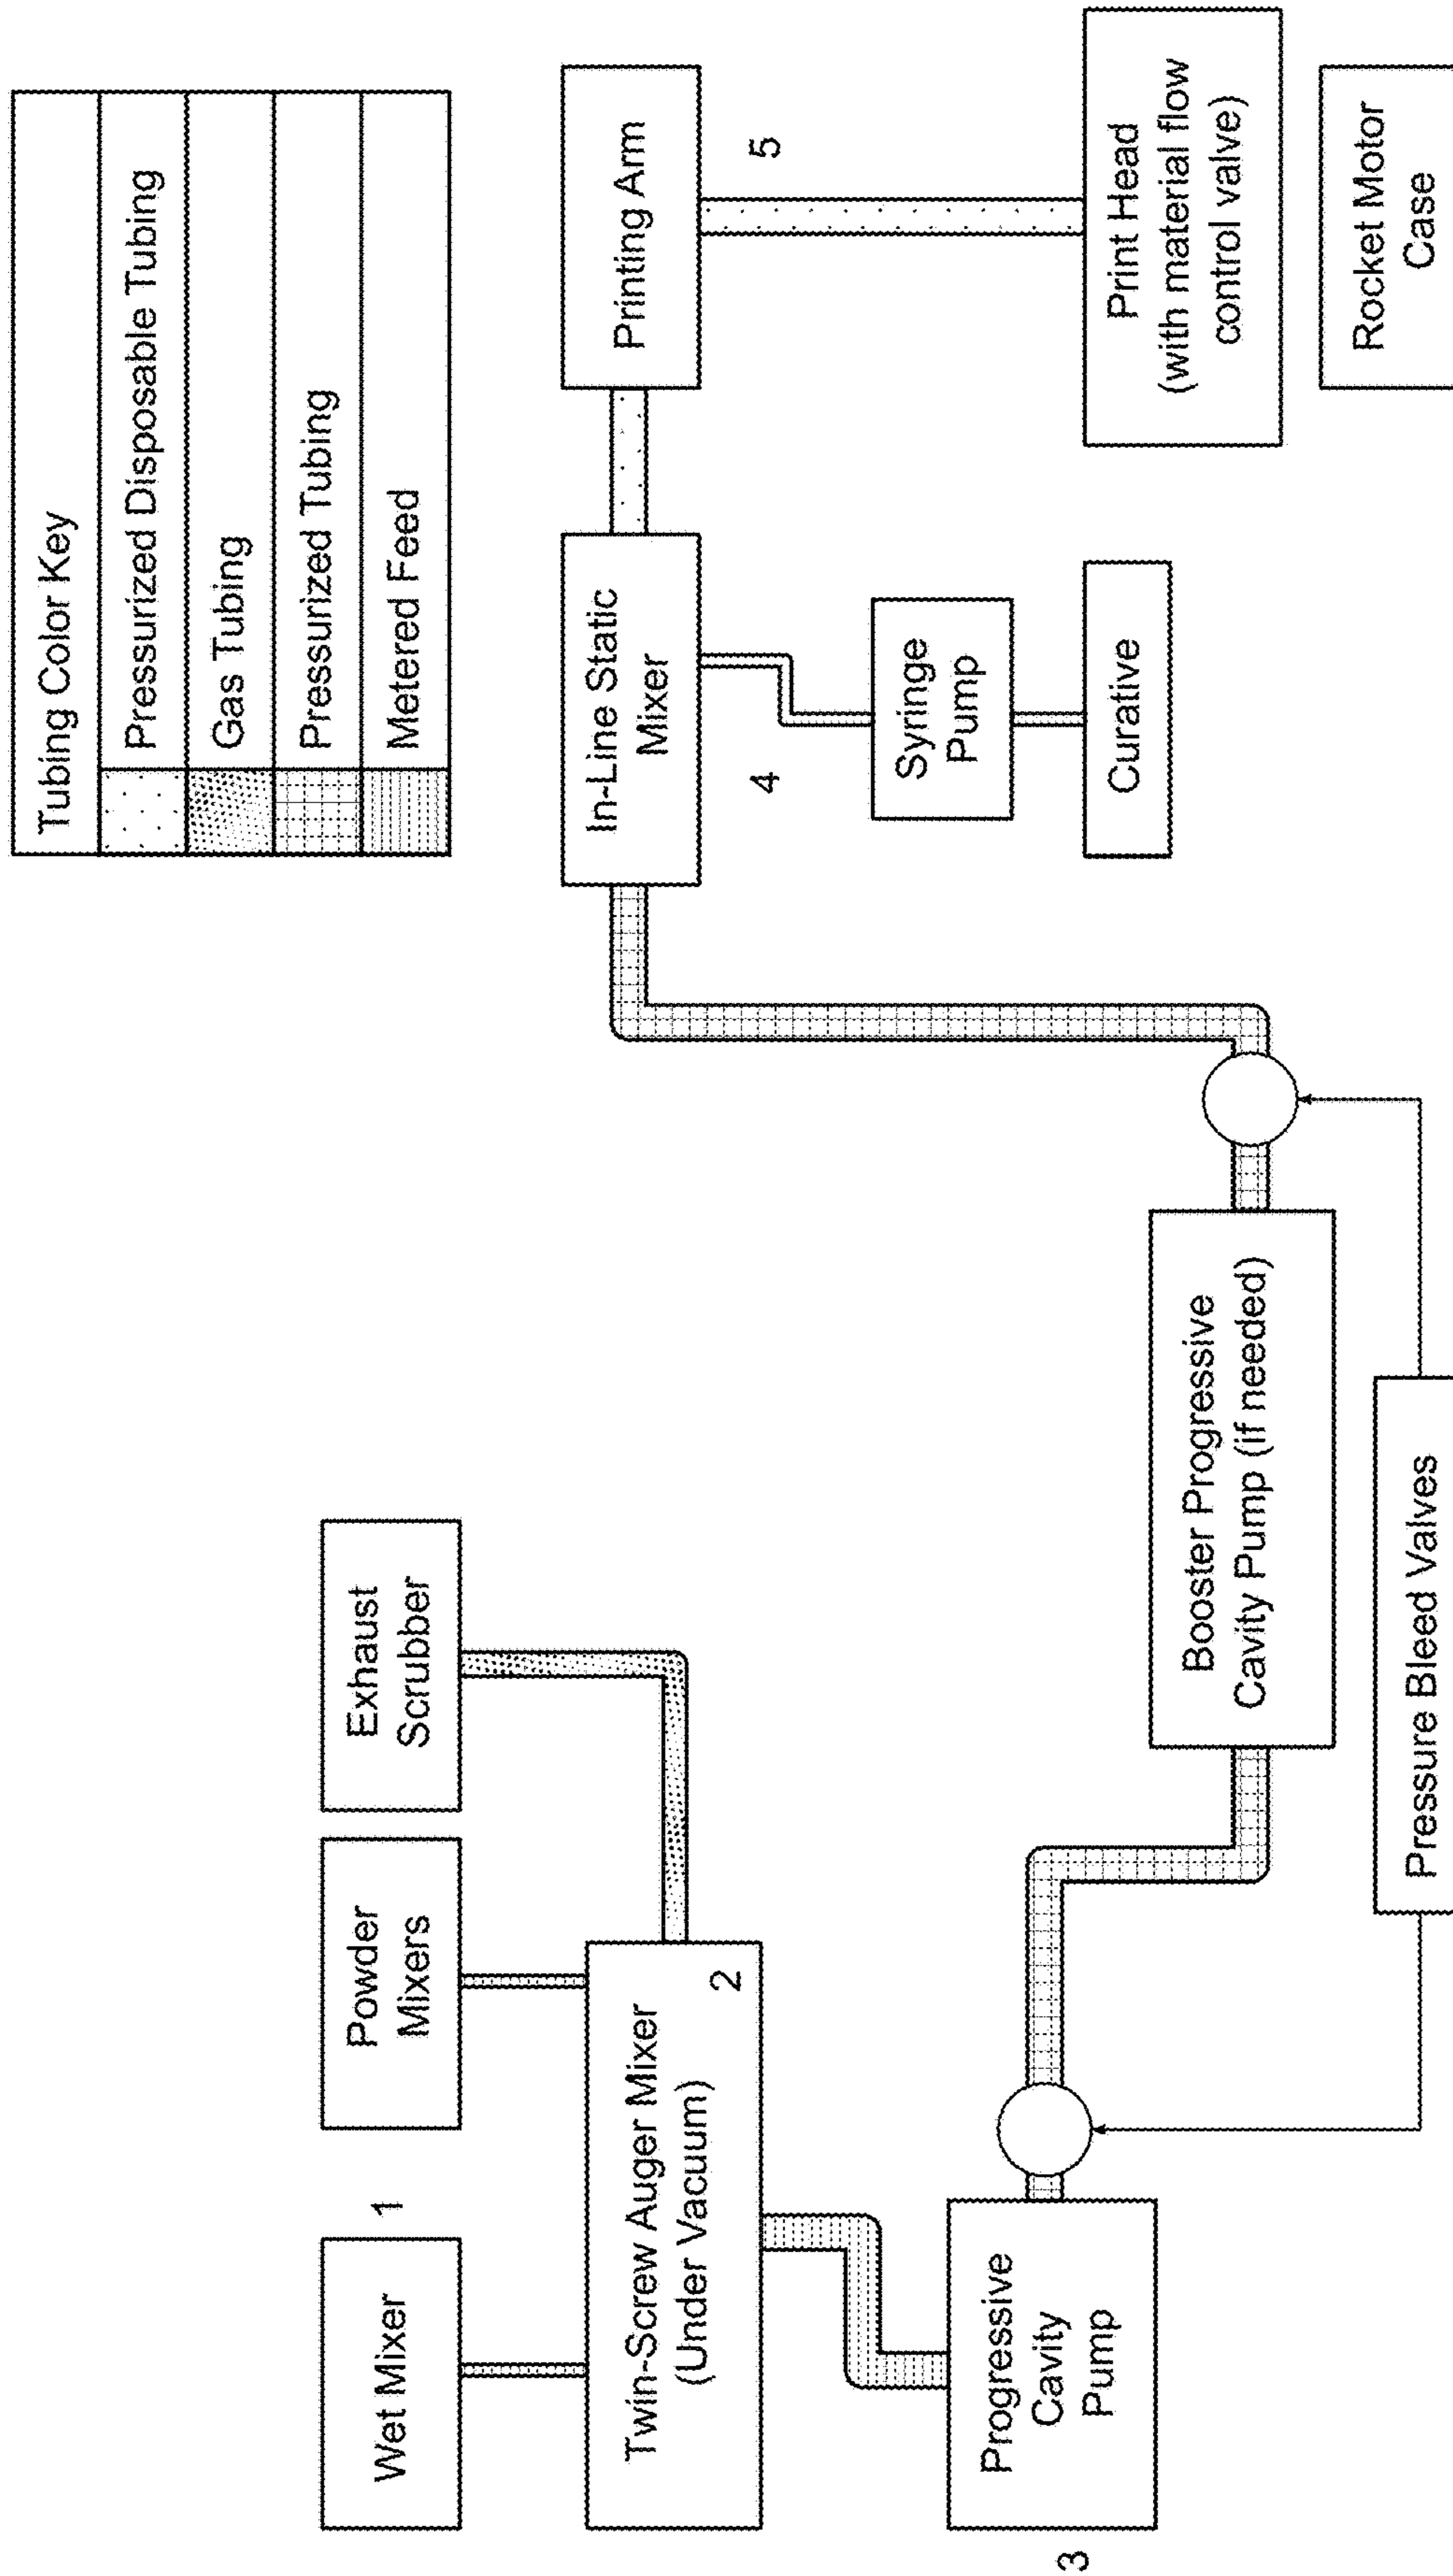 Tubing Color Key
Pressurized Disposable Tubing
Gas Tubing
Pressurized Tubing
Metered Feed
Wet Mixer
1
Powder
Mixers
Exhaust
Scrubber
Twin-Screw Auger Mixer
(Under Vacuum)
2
Progressive
Cavity
Pump
3
Booster Progressive
Cavity Pump (if needed)
Pressure Bleed Valves
In-Line Static
Mixer
4
Syringe
Pump
Curative
Printing Arm
5
Print Head
(with material flow
control valve)
Rocket Motor
Case